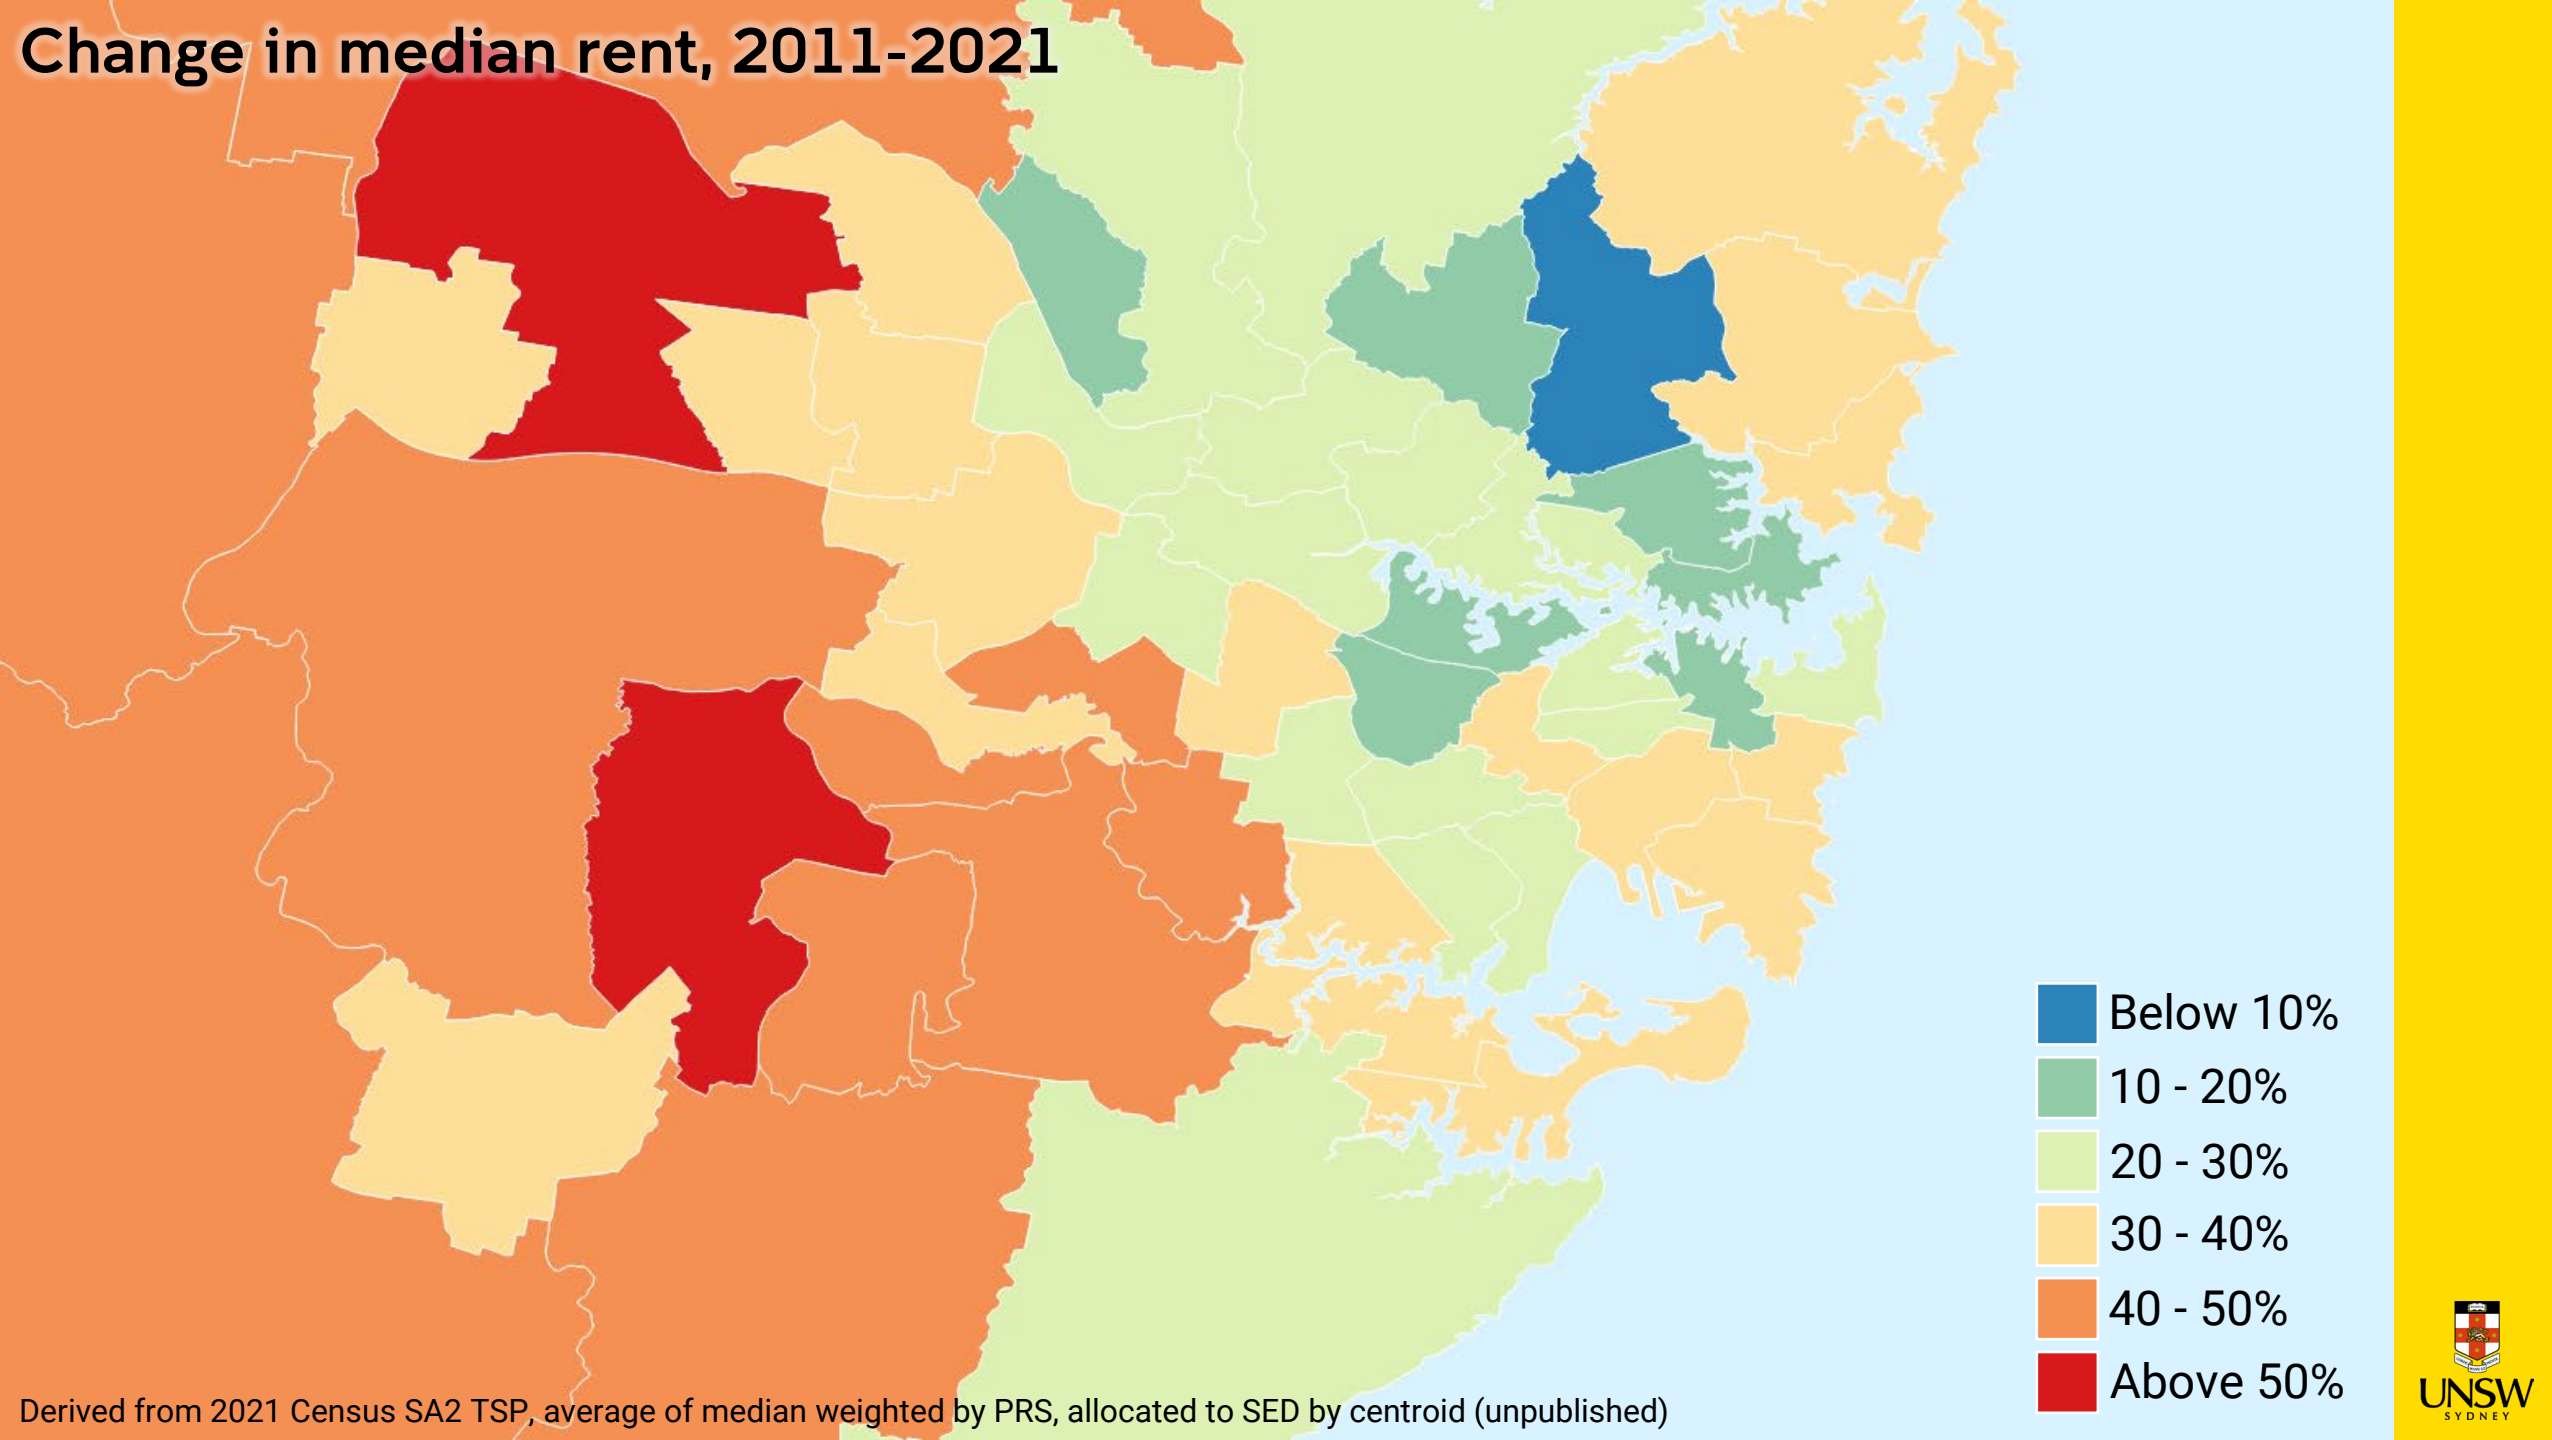 Change in median rent, 2011-2021
Below 10%
10 - 20%
20 - 30%
30 - 40%
40 - 50%
Above 50%
Derived from 2021 Census SA2 TSP, average of median weighted by PRS, allocated to SED by centroid (unpublished)
UNSW
SYDNEY